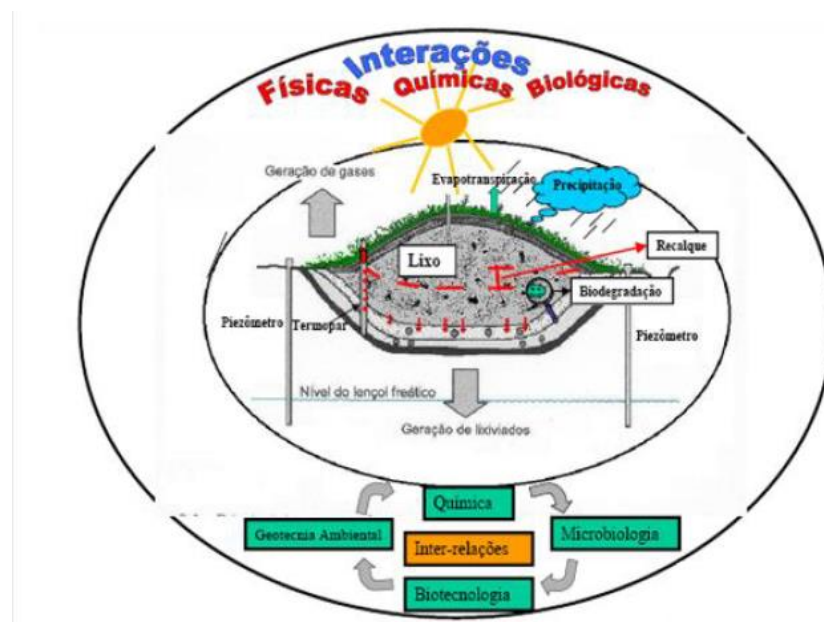 Interações
Físicas Químicas Biológicas
Geração de gases
Evapotranspiração
Precipitação
Lixo
Recalque
Biodegradação
Piezômetro
Termopar
Piezômetro
Nível do lençol freático
Geração de lixiviados
Química
Geotecnia Ambiental
Inter-relações
Microbiologia
Biotecnologia